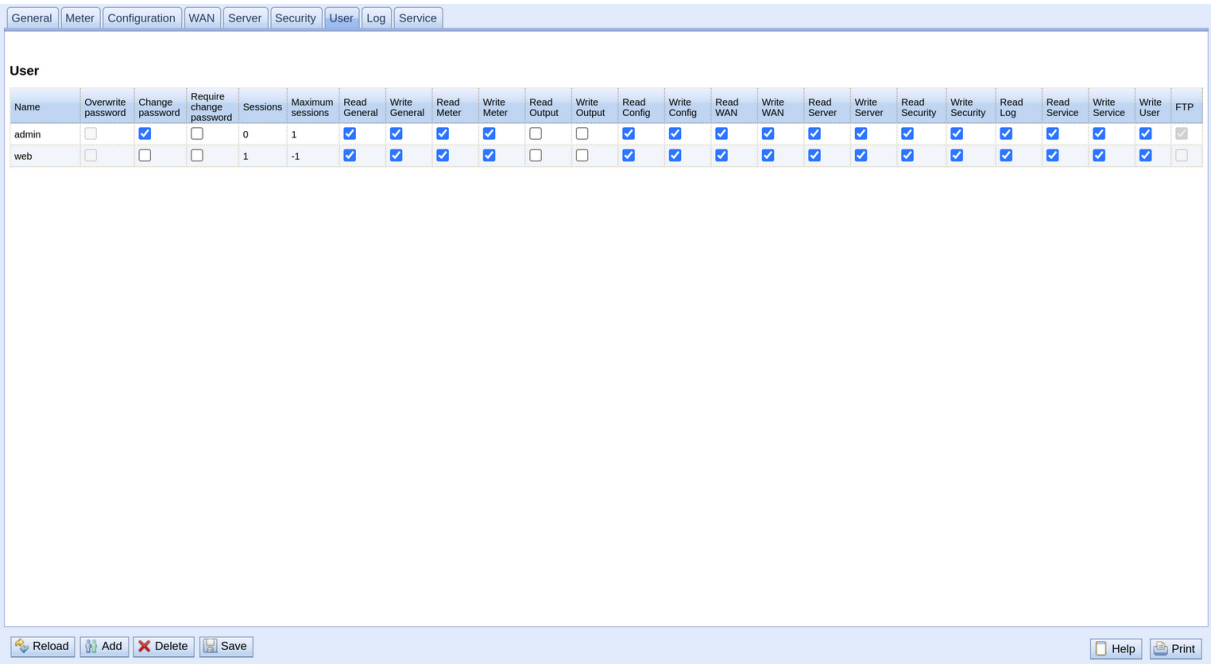 General Meter Configuration WAN Server Security User Log Service
User
Name Overwrite password Change password Require change password Sessions Maximum sessions Read General Write General Read Meter Write Meter Read Output Write Output Read Config Write Config Read WAN Write WAN Read Server Write Server Read Security Write Security Read Log Read Service Write Service Write User FTP
admin 0 1
web 1 -1
Reload Add Delete Save Help Print